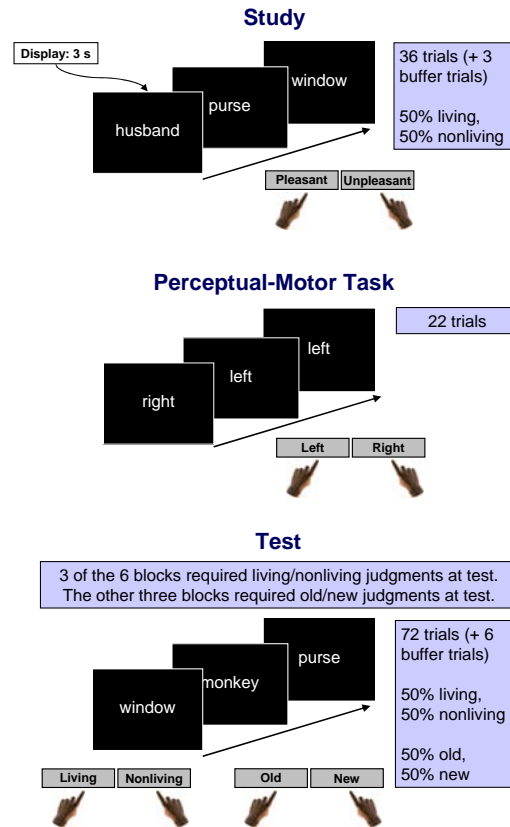 Study
Display: 3 s
husband
purse
window
36 trials (+ 3
buffer trials)
50% living,
50% nonliving
Pleasant
Unpleasant
Perceptual-Motor Task
right
left
left
22 trials
Left
Right
Test
3 of the 6 blocks required living/nonliving judgments at test.
The other three blocks required old/new judgments at test.
window
monkey
purse
72 trials (+ 6
buffer trials)
50% living,
50% nonliving
50% old,
50% new
Living
Nonliving
Old
New